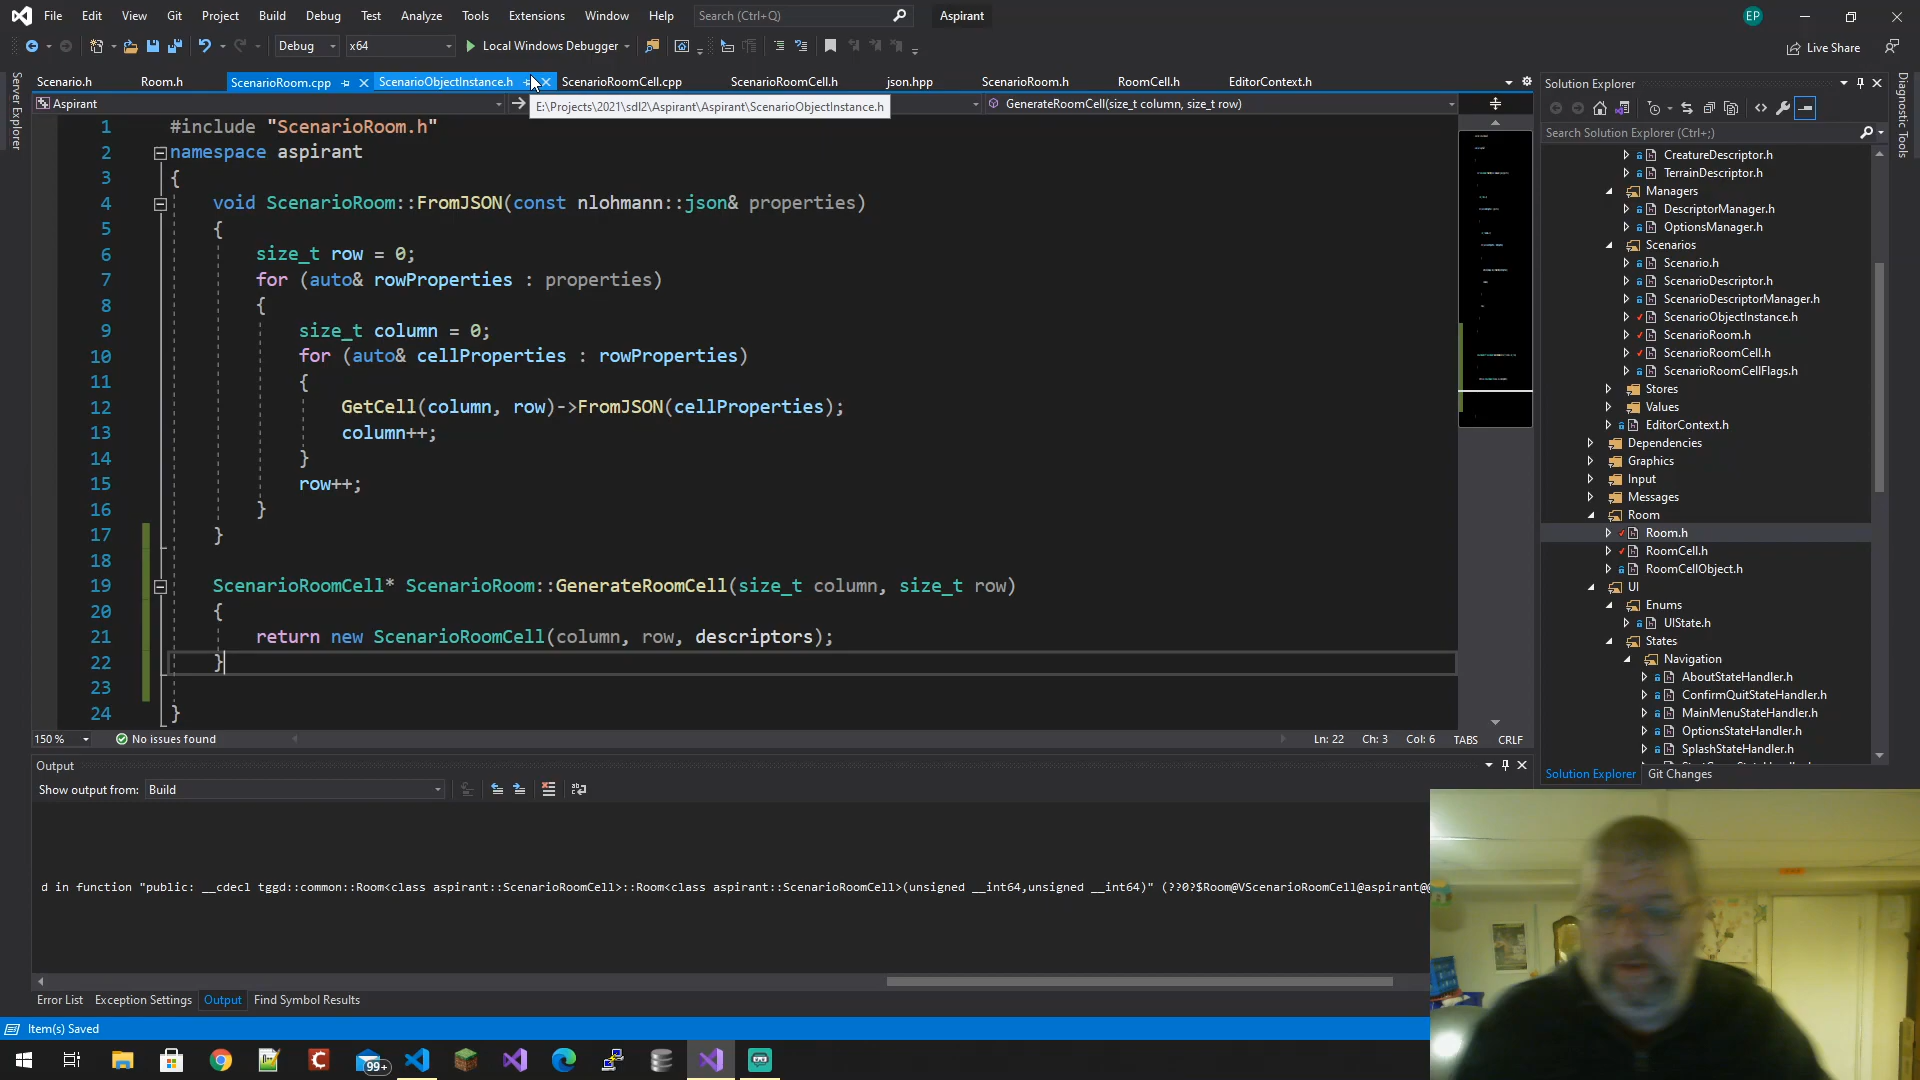 File Edit View Git Project Build Debug Test Analyze Tools Extensions Window Help Search (Ctrl+Q) Aspirant EP
Debug x64 Local Windows Debugger Live Share
Scenario.h Room.h ScenarioRoom.cpp ScenarioObjectInstance.h ScenarioRoomCell.cpp ScenarioRoomCell.h json.hpp ScenarioRoom.h RoomCell.h EditorContext.h
Aspirant GenerateRoomCell(size_t column, size_t row)
E:\Projects\2021\sdl2\Aspirant\Aspirant\ScenarioObjectInstance.h
Server Explorer
1 #include "ScenarioRoom.h"
2 namespace aspirant
3 {
4 void ScenarioRoom::FromJSON(const nlohmann::json& properties)
5 {
6 size_t row = 0;
7 for (auto& rowProperties : properties)
8 {
9 size_t column = 0;
10 for (auto& cellProperties : rowProperties)
11 {
12 GetCell(column, row)->FromJSON(cellProperties);
13 column++;
14 }
15 row++;
16 }
17 }
18
19 ScenarioRoomCell* ScenarioRoom::GenerateRoomCell(size_t column, size_t row)
20 {
21 return new ScenarioRoomCell(column, row, descriptors);
22 }
23
24 }
150 % No issues found Ln: 22 Ch: 3 Col: 6 TABS CRLF
Output
Show output from: Build
d in function "public: __cdecl tggd::common::Room<class aspirant::ScenarioRoomCell>::Room<class aspirant::ScenarioRoomCell>(unsigned __int64,unsigned __int64)" (??0?$Room@VScenarioRoomCell@aspirant@@
Error List Exception Settings Output Find Symbol Results
Item(s) Saved
Solution Explorer
Search Solution Explorer (Ctrl+;)
CreatureDescriptor.h
TerrainDescriptor.h
Managers
DescriptorManager.h
OptionsManager.h
Scenarios
Scenario.h
ScenarioDescriptor.h
ScenarioDescriptorManager.h
ScenarioObjectInstance.h
ScenarioRoom.h
ScenarioRoomCell.h
ScenarioRoomCellFlags.h
Stores
Values
EditorContext.h
Dependencies
Graphics
Input
Messages
Room
Room.h
RoomCell.h
RoomCellObject.h
UI
Enums
UIState.h
States
Navigation
AboutStateHandler.h
ConfirmQuitStateHandler.h
MainMenuStateHandler.h
OptionsStateHandler.h
SplashStateHandler.h
Solution Explorer Git Changes
Diagnostic Tools
99+